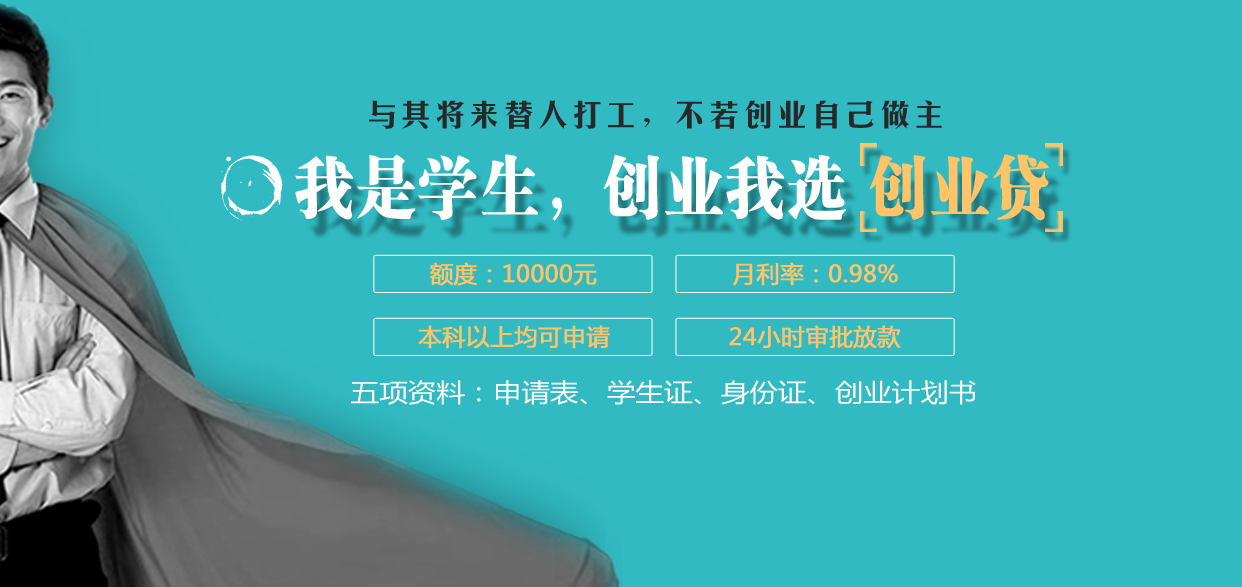 与其将来替人打工，不若创业自己做主
我是学生，创业我选 创业贷
额度：10000元
月利率：0.98%
本科以上均可申请
24小时审批放款
五项资料：申请表、学生证、身份证、创业计划书